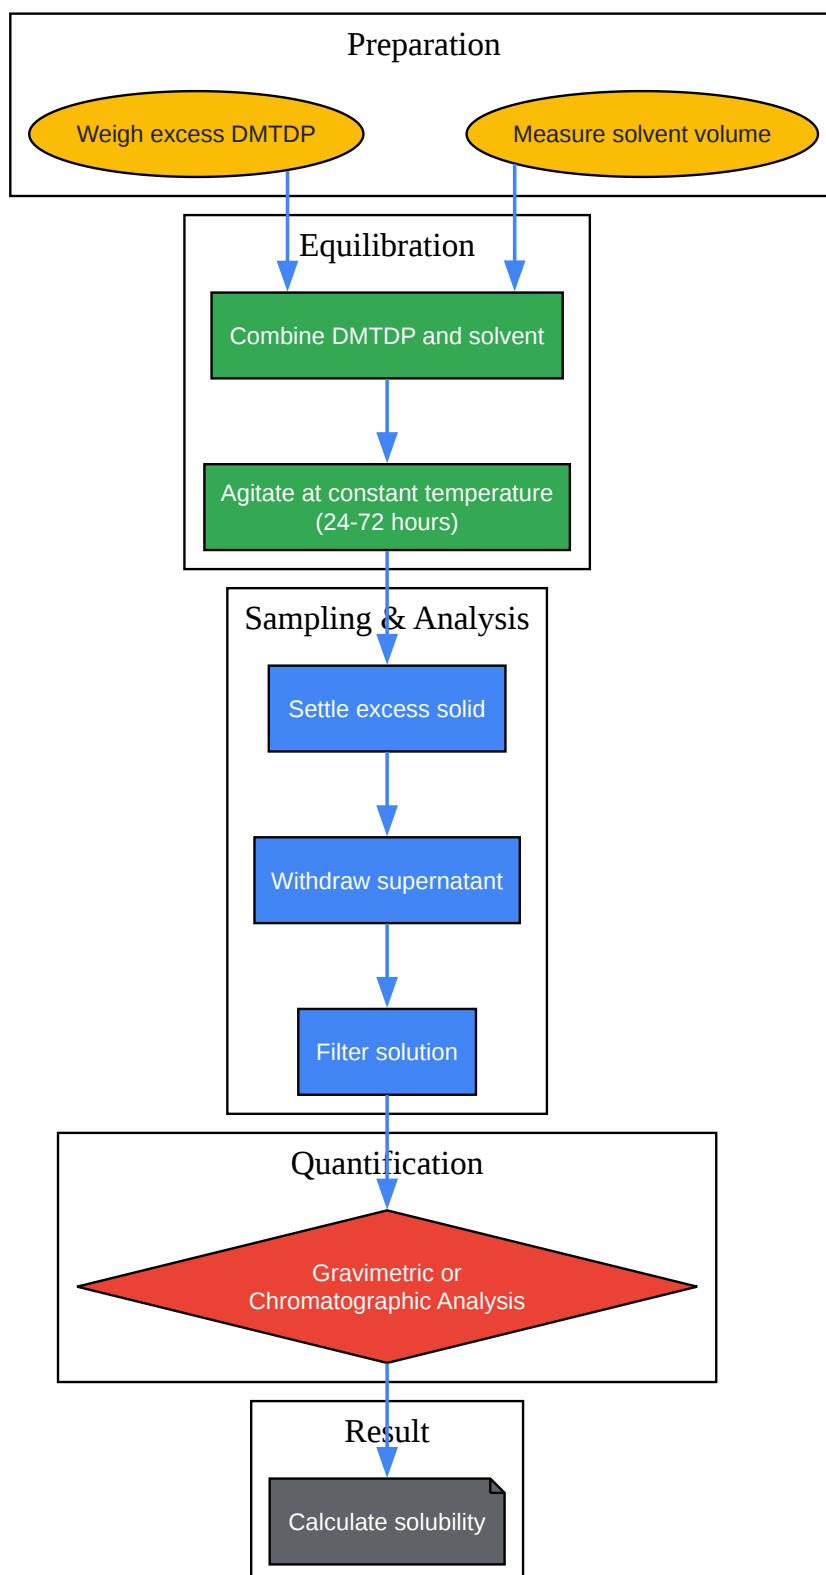 Preparation
Weigh excess DMTDP
Measure solvent volume
Equilibration
Combine DMTDP and solvent
Agitate at constant temperature
(24-72 hours)
Sampling & Analysis
Settle excess solid
Withdraw supernatant
Filter solution
Quantification
Gravimetric or
Chromatographic Analysis
Result
Calculate solubility